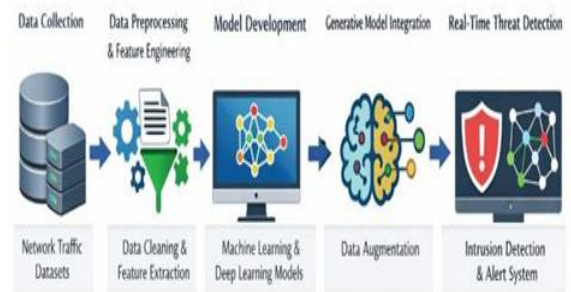 Data Collection
Data Preprocessing
& Feature Engineering
Model Development
Generative Model Integration
Real-Time Threat Detection
Network Traffic
Datasets
Data Cleaning &
Feature Extraction
Machine Learning &
Deep Learning Models
Data Augmentation
Intrusion Detection
& Alert System